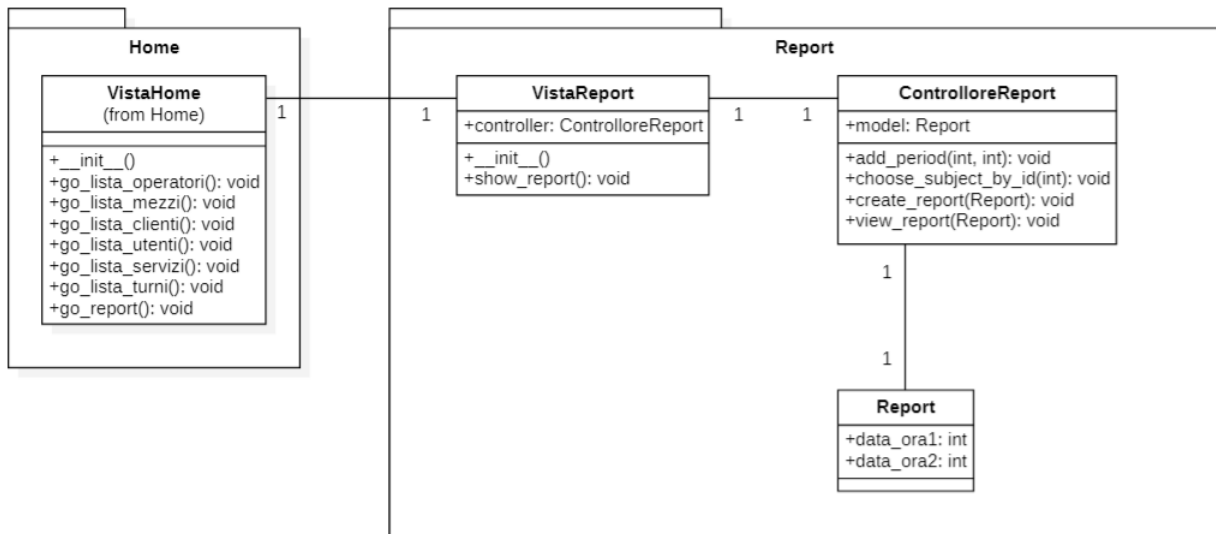 Home
VistaHome
(from Home)
+__init__()
+go_lista_operatori(): void
+go_lista_mezzi(): void
+go_lista_clienti(): void
+go_lista_utenti(): void
+go_lista_servizi(): void
+go_lista_turni(): void
+go_report(): void
1
1
Report
VistaReport
+controller: ControlloreReport
+__init__()
+show_report(): void
1
1
ControlloreReport
+model: Report
+add_period(int, int): void
+choose_subject_by_id(int): void
+create_report(Report): void
+view_report(Report): void
1
1
Report
+data_ora1: int
+data_ora2: int